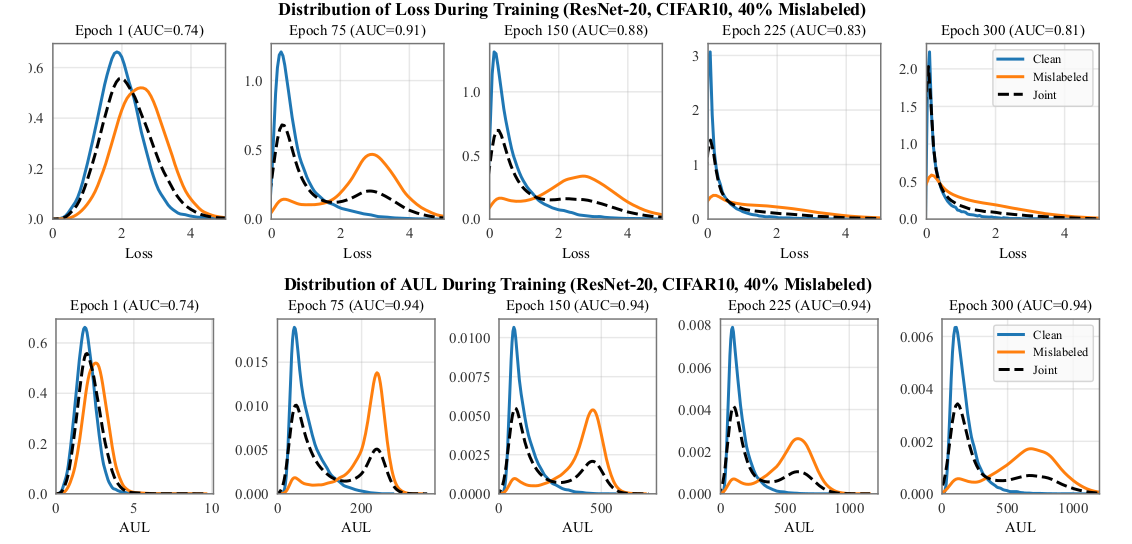 Distribution of Loss During Training (ResNet-20, CIFAR10, 40% Mislabeled)
Epoch 1 (AUC=0.74) Epoch 75 (AUC=0.91) Epoch 150 (AUC=0.88) Epoch 225 (AUC=0.83) Epoch 300 (AUC=0.81)
0.4 0.2 0.0
0 2 4
Loss
1.0 0.5 0.0
0 2 4
Loss
1.0 0.5 0.0
0 2 4
Loss
3 2 1 0
0 2 4
Loss
2.0 1.5 1.0 0.5 0.0
0 2 4
Loss
Clean
Mislabeled
Joint
Distribution of AUL During Training (ResNet-20, CIFAR10, 40% Mislabeled)
Epoch 1 (AUC=0.74) Epoch 75 (AUC=0.94) Epoch 150 (AUC=0.94) Epoch 225 (AUC=0.94) Epoch 300 (AUC=0.94)
0.6 0.4 0.2 0.0
0 5 10
AUL
0.015 0.010 0.005 0.000
0 200
AUL
0.0100 0.0075 0.0050 0.0025 0.0000
0 500
AUL
0.008 0.006 0.004 0.002 0.000
0 500 1000
AUL
0.006 0.004 0.002 0.000
0 500 1000
AUL
Clean
Mislabeled
Joint